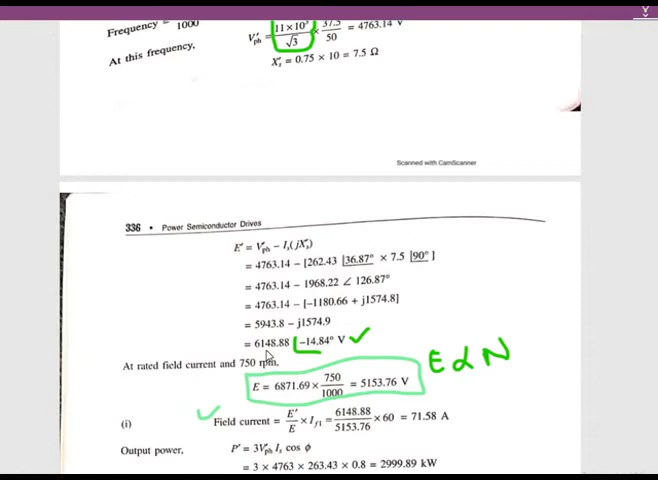 Frequency = 1000
At this frequency,
V'ph = 11 × 10³ / √3 × 37.5 / 50 = 4763.14 V
X's = 0.75 × 10 = 7.5 Ω
Scanned with CamScanner
336 • Power Semiconductor Drives
E' = V'ph − Is(jX's)
= 4763.14 − [262.43 ∠36.87° × 7.5 ∠90°]
= 4763.14 − 1968.22 ∠ 126.87°
= 4763.14 − [−1180.66 + j1574.8]
= 5943.8 − j1574.9
= 6148.88 ∠−14.84° V ✓
At rated field current and 750 rpm,
E ∝ N
E = 6871.69 × 750 / 1000 = 5153.76 V
(i) ✓ Field current = E' / E × If1 = 6148.88 / 5153.76 × 60 = 71.58 A
Output power, P' = 3V'ph Is cos ϕ
= 3 × 4763 × 263.43 × 0.8 = 2999.89 kW